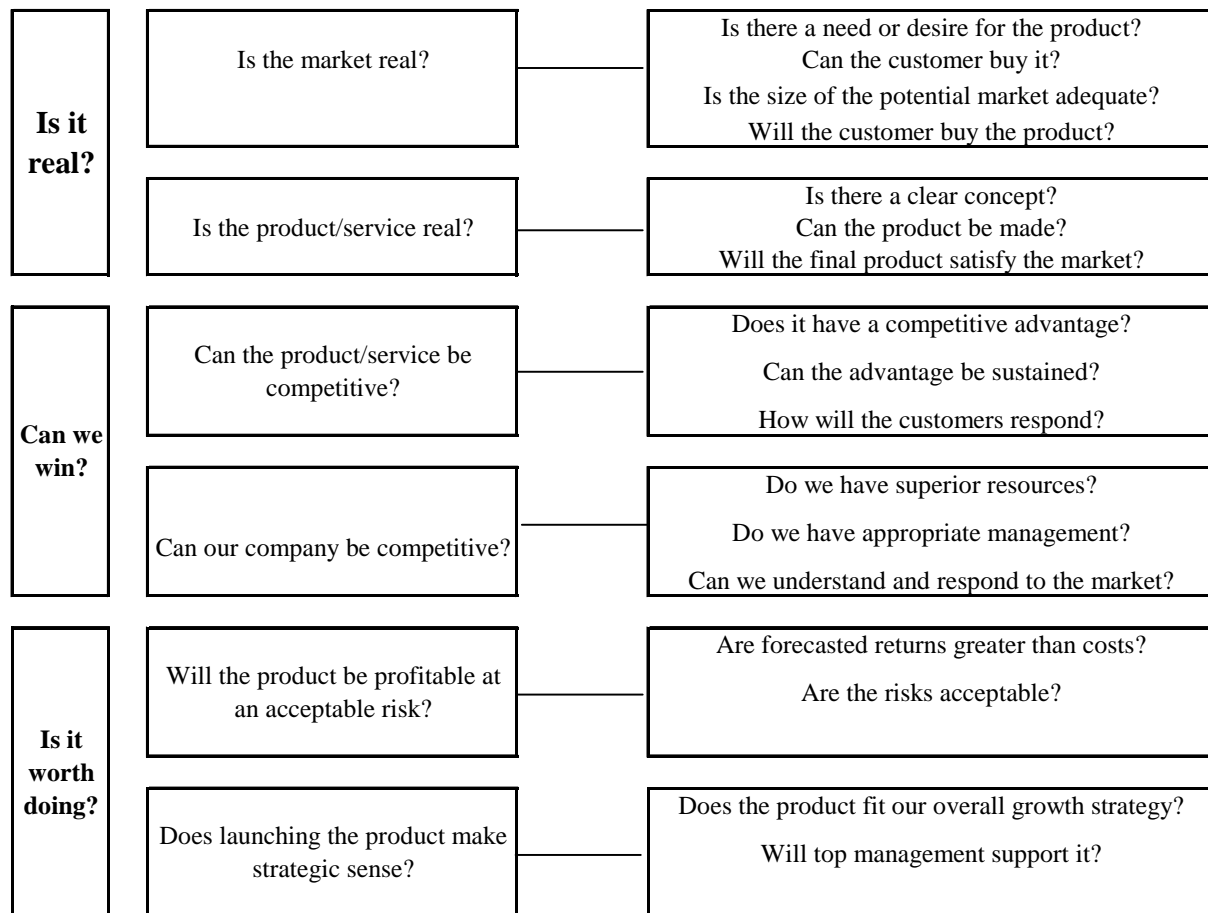 Is it
real?
Is the market real?
Is there a need or desire for the product?
Can the customer buy it?
Is the size of the potential market adequate?
Will the customer buy the product?
Is the product/service real?
Is there a clear concept?
Can the product be made?
Will the final product satisfy the market?
Can we
win?
Can the product/service be
competitive?
Does it have a competitive advantage?
Can the advantage be sustained?
How will the customers respond?
Can our company be competitive?
Do we have superior resources?
Do we have appropriate management?
Can we understand and respond to the market?
Is it
worth
doing?
Will the product be profitable at
an acceptable risk?
Are forecasted returns greater than costs?
Are the risks acceptable?
Does launching the product make
strategic sense?
Does the product fit our overall growth strategy?
Will top management support it?